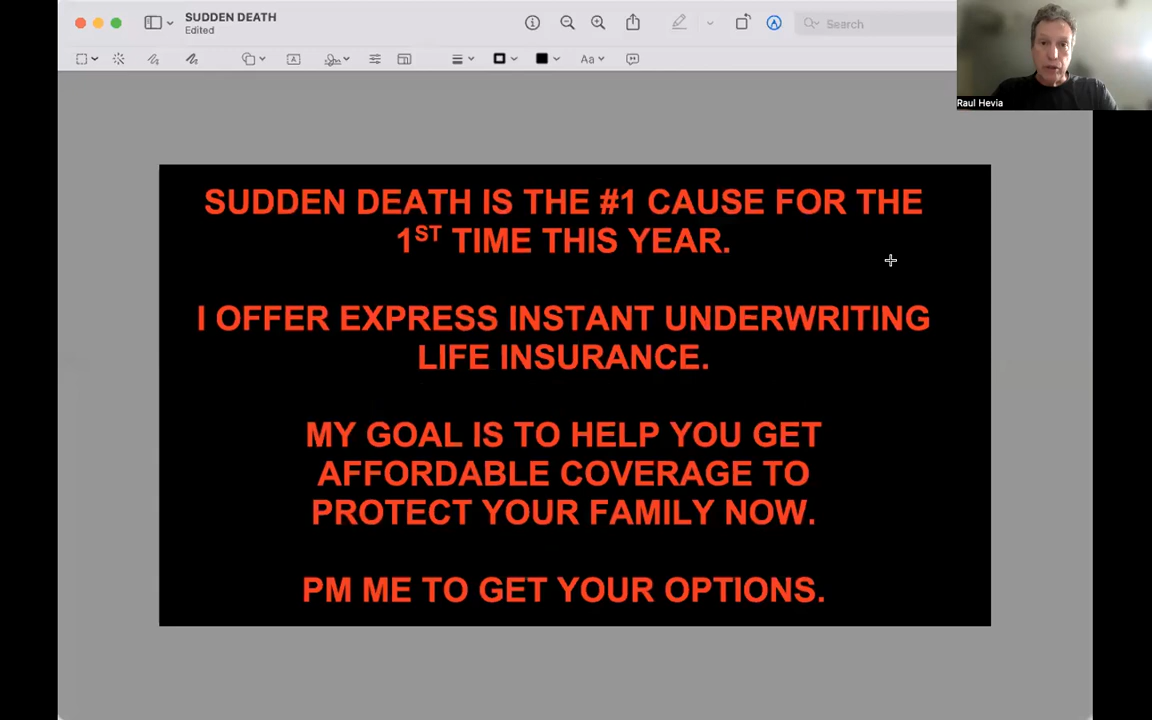 SUDDEN DEATH
Edited
Search
Raul Hevia
Aa
SUDDEN DEATH IS THE #1 CAUSE FOR THE
1ST TIME THIS YEAR.
I OFFER EXPRESS INSTANT UNDERWRITING
LIFE INSURANCE.
MY GOAL IS TO HELP YOU GET
AFFORDABLE COVERAGE TO
PROTECT YOUR FAMILY NOW.
PM ME TO GET YOUR OPTIONS.